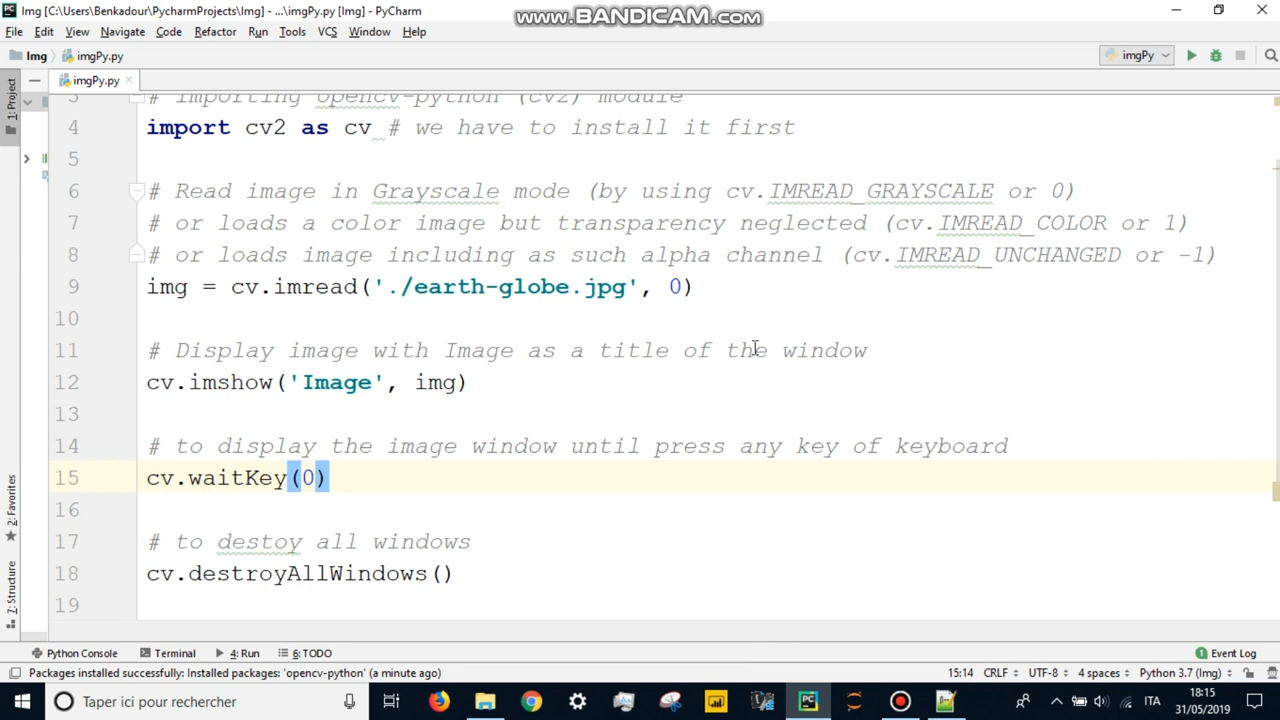 Img [C:\Users\Benkadour\PycharmProjects\Img] - ...\imgPy.py [Img] - PyCharm
www.BANDICAM.com
File Edit View Navigate Code Refactor Run Tools VCS Window Help
Img imgPy.py
imgPy
imgPy.py
1: Project
3 # importing opencv-python (cv2) module
4 import cv2 as cv # we have to install it first
5
6 # Read image in Grayscale mode (by using cv.IMREAD_GRAYSCALE or 0)
7 # or loads a color image but transparency neglected (cv.IMREAD_COLOR or 1)
8 # or loads image including as such alpha channel (cv.IMREAD_UNCHANGED or -1)
9 img = cv.imread('./earth-globe.jpg', 0)
10
11 # Display image with Image as a title of the window
12 cv.imshow('Image', img)
13
14 # to display the image window until press any key of keyboard
15 cv.waitKey(0)
16
17 # to destoy all windows
18 cv.destroyAllWindows()
19
2: Favorites
7: Structure
Python Console Terminal 4: Run 6: TODO 1 Event Log
Packages installed successfully: Installed packages: 'opencv-python' (a minute ago) 15:14 CRLF UTF-8 4 spaces Python 3.7 (Img)
Taper ici pour rechercher
ITA
18:15
31/05/2019